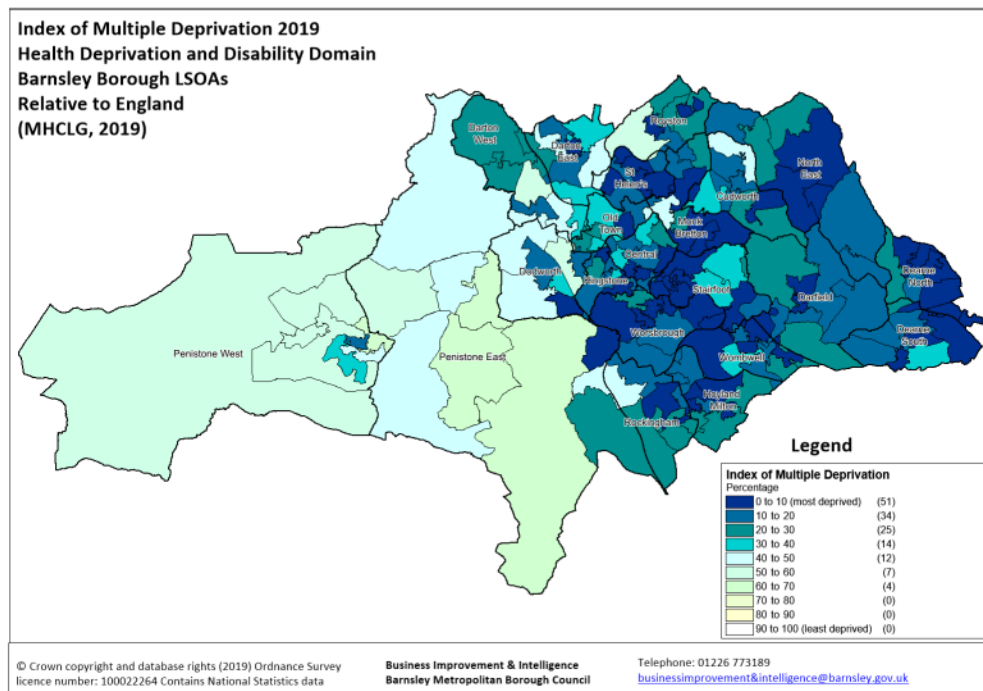 Index of Multiple Deprivation 2019
Health Deprivation and Disability Domain
Barnsley Borough LSOAs
Relative to England
(MHCLG, 2019)
Royston
Darton
West
Darton
East
North
East
St
Helen's
Cudworth
Old
Town
Monk
Bretton
Central
Dodworth
Kingstone
Stairfoot
Dearne
North
Darfield
Dearne
South
Worsbrough
Penistone West
Penistone East
Wombwell
Hoyland
Milton
Rockingham
Legend
Index of Multiple Deprivation
Percentage
0 to 10 (most deprived) (51)
10 to 20 (34)
20 to 30 (25)
30 to 40 (14)
40 to 50 (12)
50 to 60 (7)
60 to 70 (4)
70 to 80 (0)
80 to 90 (0)
90 to 100 (least deprived) (0)
© Crown copyright and database rights (2019) Ordnance Survey
licence number: 100022264 Contains National Statistics data
Business Improvement & Intelligence
Barnsley Metropolitan Borough Council
Telephone: 01226 773189
businessimprovement&intelligence@barnsley.gov.uk